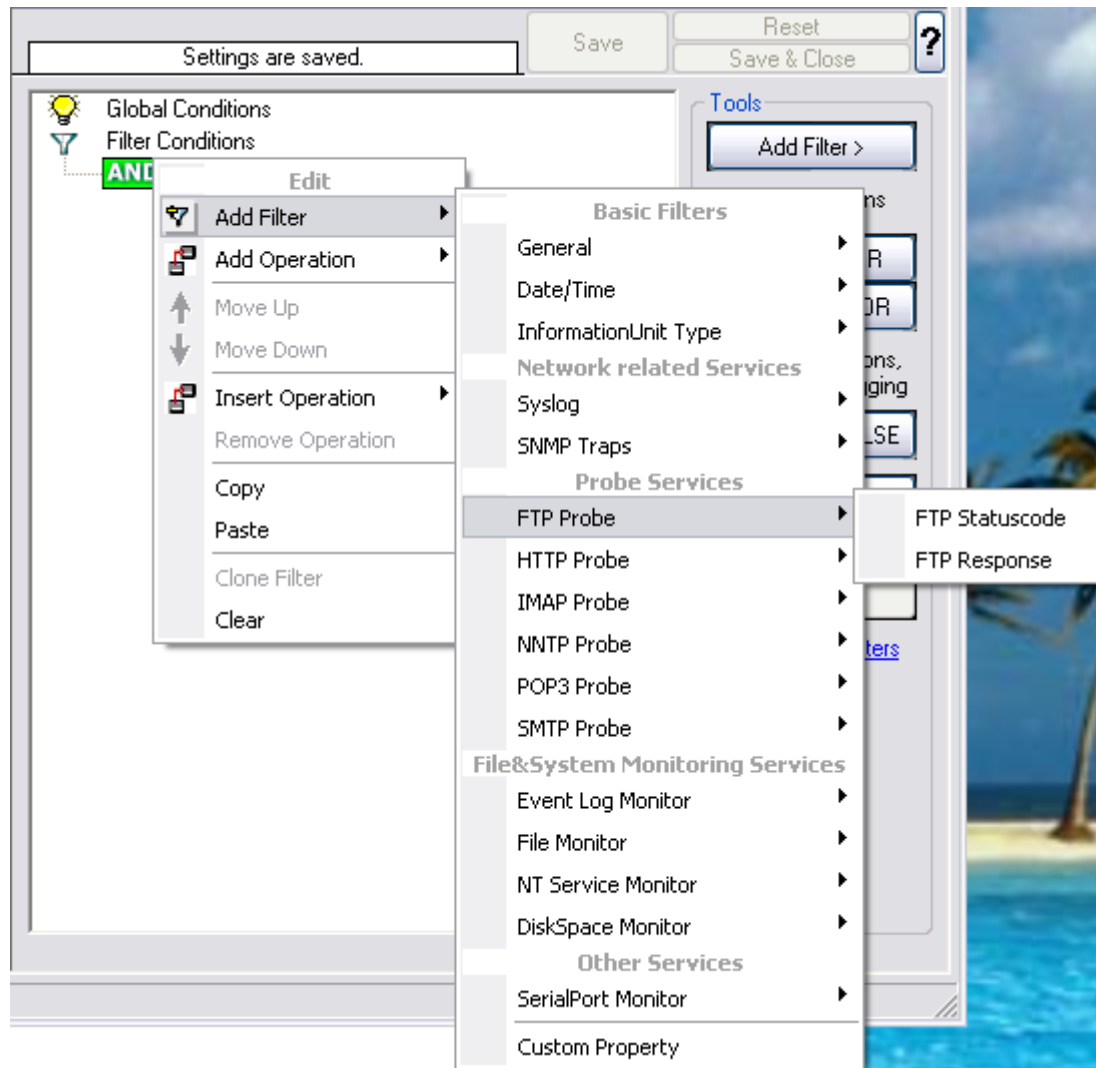 Settings are saved.
Save
Reset
Save & Close
?
Global Conditions
Filter Conditions
Tools
Add Filter >
Edit
Add Filter
Add Operation
Move Up
Move Down
Insert Operation
Remove Operation
Copy
Paste
Clone Filter
Clear
Basic Filters
General
Date/Time
InformationUnit Type
Network related Services
Syslog
SNMP Traps
Probe Services
FTP Probe
HTTP Probe
IMAP Probe
NNTP Probe
POP3 Probe
SMTP Probe
File&System Monitoring Services
Event Log Monitor
File Monitor
NT Service Monitor
DiskSpace Monitor
Other Services
SerialPort Monitor
Custom Property
FTP Statuscode
FTP Response